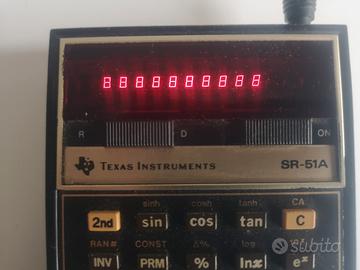 8888888888
R D ON
TEXAS INSTRUMENTS SR-51A
sinh cosh tanh CA
2nd sin cos tan C
RAN# CONST Δ% log
INV PRM % lnx eˣ
subito